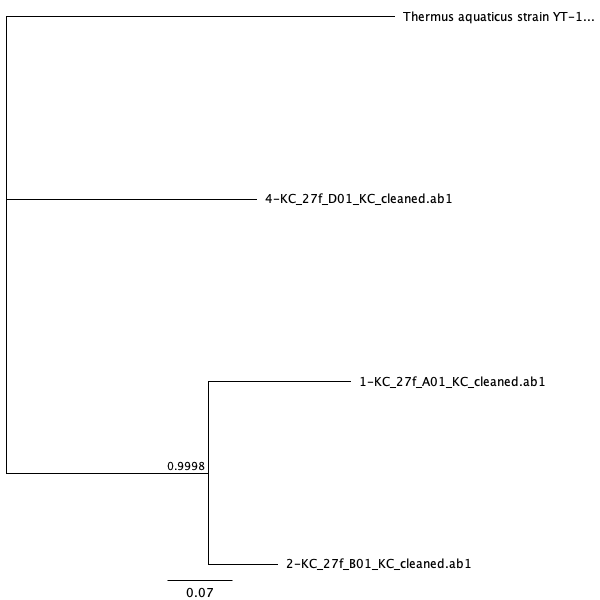 Thermus aquaticus strain YT-1...
4-KC_27f_D01_KC_cleaned.ab1
1-KC_27f_A01_KC_cleaned.ab1
0.9998
2-KC_27f_B01_KC_cleaned.ab1
0.07